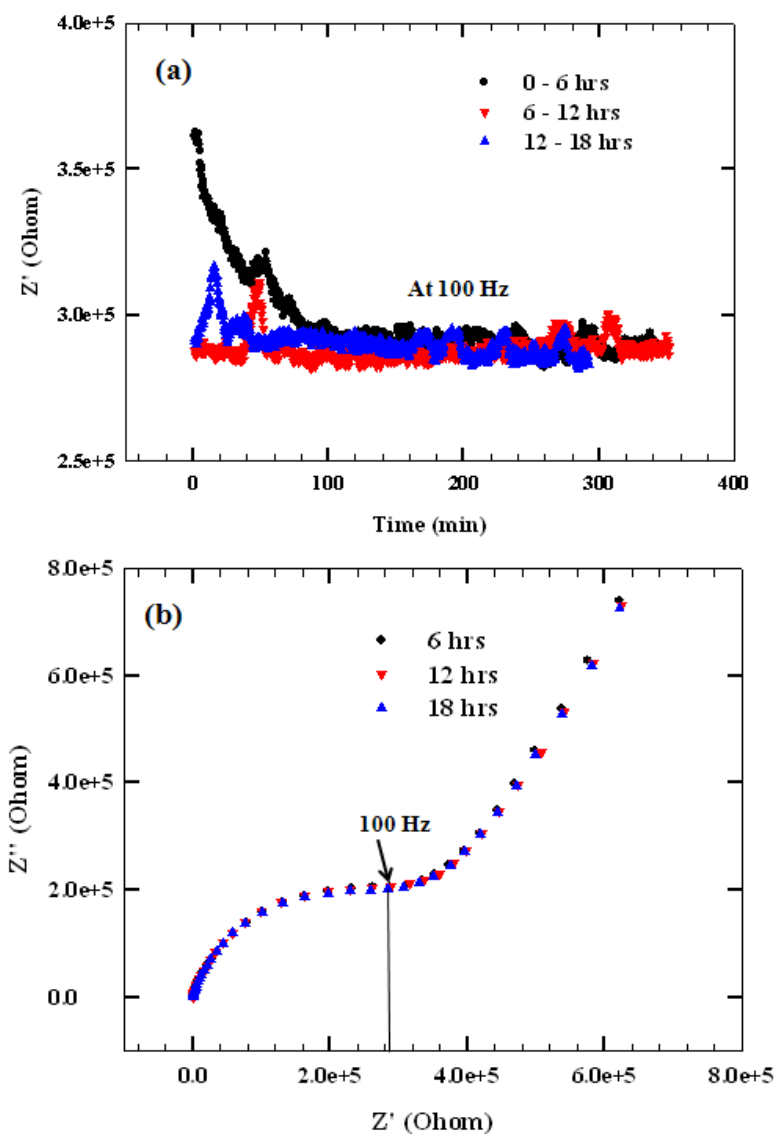 4.0e+5
(a)
0 - 6 hrs
6 - 12 hrs
12 - 18 hrs
3.5e+5
Z' (Ohom)
At 100 Hz
3.0e+5
2.5e+5
0 100 200 300 400
Time (min)
8.0e+5
(b)
6 hrs
12 hrs
18 hrs
6.0e+5
Z'' (Ohom)
4.0e+5
100 Hz
2.0e+5
0.0
0.0 2.0e+5 4.0e+5 6.0e+5 8.0e+5
Z' (Ohom)